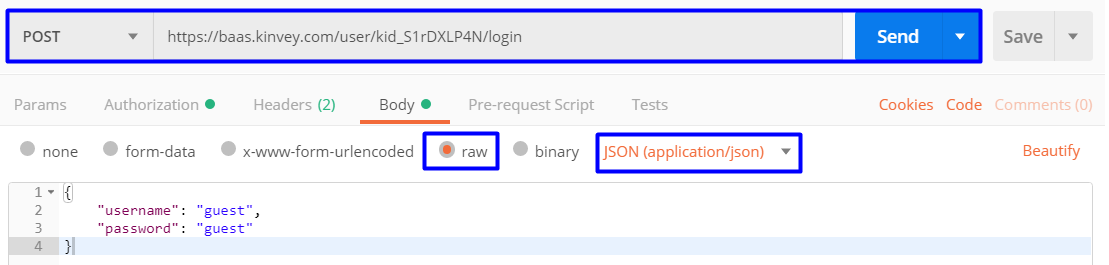 POST https://baas.kinvey.com/user/kid_S1rDXLP4N/login Send Save
Params Authorization Headers (2) Body Pre-request Script Tests Cookies Code Comments (0)
none form-data x-www-form-urlencoded raw binary JSON (application/json) Beautify
1 {
2 "username": "guest",
3 "password": "guest"
4 }